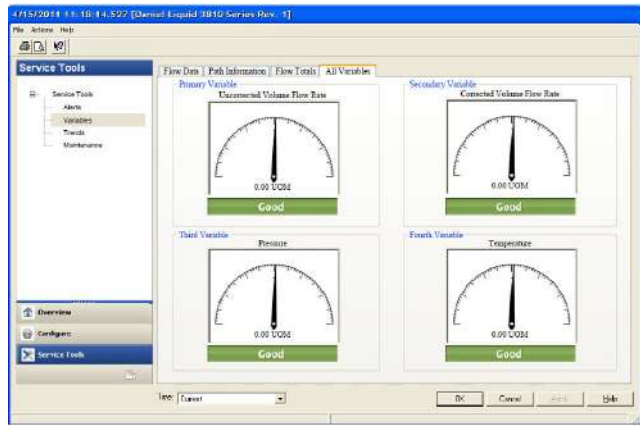 4/15/2011 11:18:14.527 [Daniel Liquid 3810 Series Rev. 1]
File Actions Help
Service Tools
Flow Data Path Information Flow Totals All Variables
Service Tools
Alerts
Variables
Trends
Maintenance
Primary Variable
Uncorrected Volume Flow Rate
0.00 UOM
Good
Secondary Variable
Corrected Volume Flow Rate
0.00 UOM
Good
Third Variable
Pressure
0.00 UOM
Good
Fourth Variable
Temperature
0.00 UOM
Good
Overview
Configure
Service Tools
Time: Current
OK Cancel Apply Help